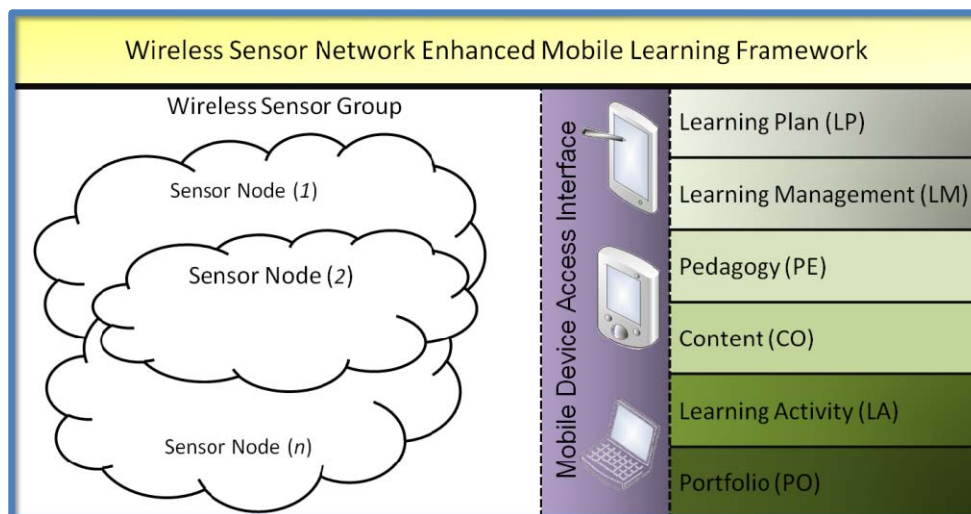 Wireless Sensor Network Enhanced Mobile Learning Framework
Wireless Sensor Group
Sensor Node (1)
Sensor Node (2)
Sensor Node (n)
Mobile Device Access Interface
Learning Plan (LP)
Learning Management (LM)
Pedagogy (PE)
Content (CO)
Learning Activity (LA)
Portfolio (PO)